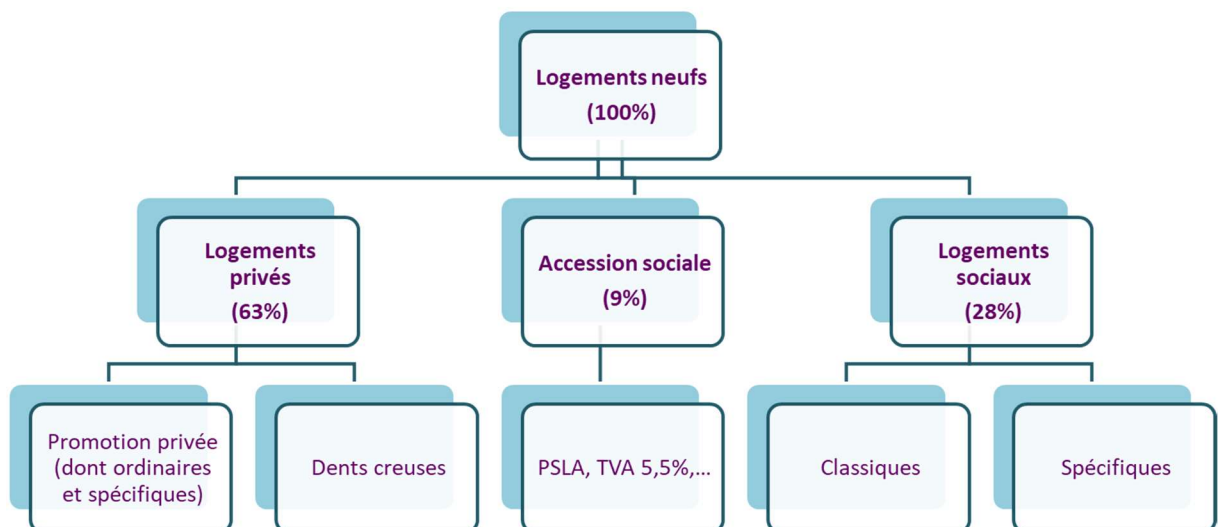 Logements neufs
(100%)
Logements
privés
(63%)
Accession sociale
(9%)
Logements
sociaux
(28%)
Promotion privée
(dont ordinaires
et spécifiques)
Dents creuses
PSLA, TVA 5,5%,...
Classiques
Spécifiques